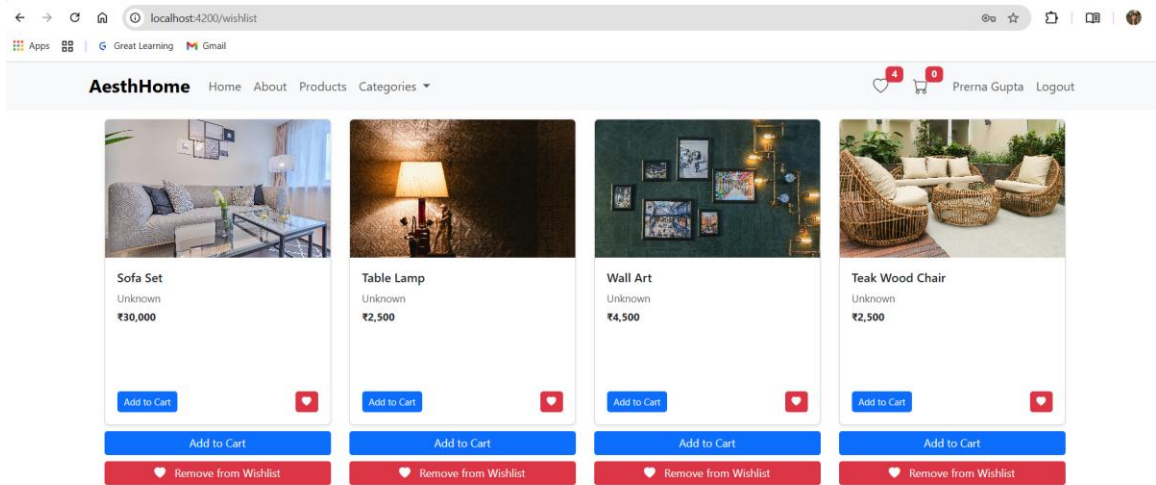 localhost:4200/wishlist
Apps Great Learning Gmail
AesthHome Home About Products Categories 4 0 Prerna Gupta Logout
Sofa Set Table Lamp Wall Art Teak Wood Chair
Unknown Unknown Unknown Unknown
₹30,000 ₹2,500 ₹4,500 ₹2,500
Add to Cart Add to Cart Add to Cart Add to Cart
Add to Cart Add to Cart Add to Cart Add to Cart
Remove from Wishlist Remove from Wishlist Remove from Wishlist Remove from Wishlist